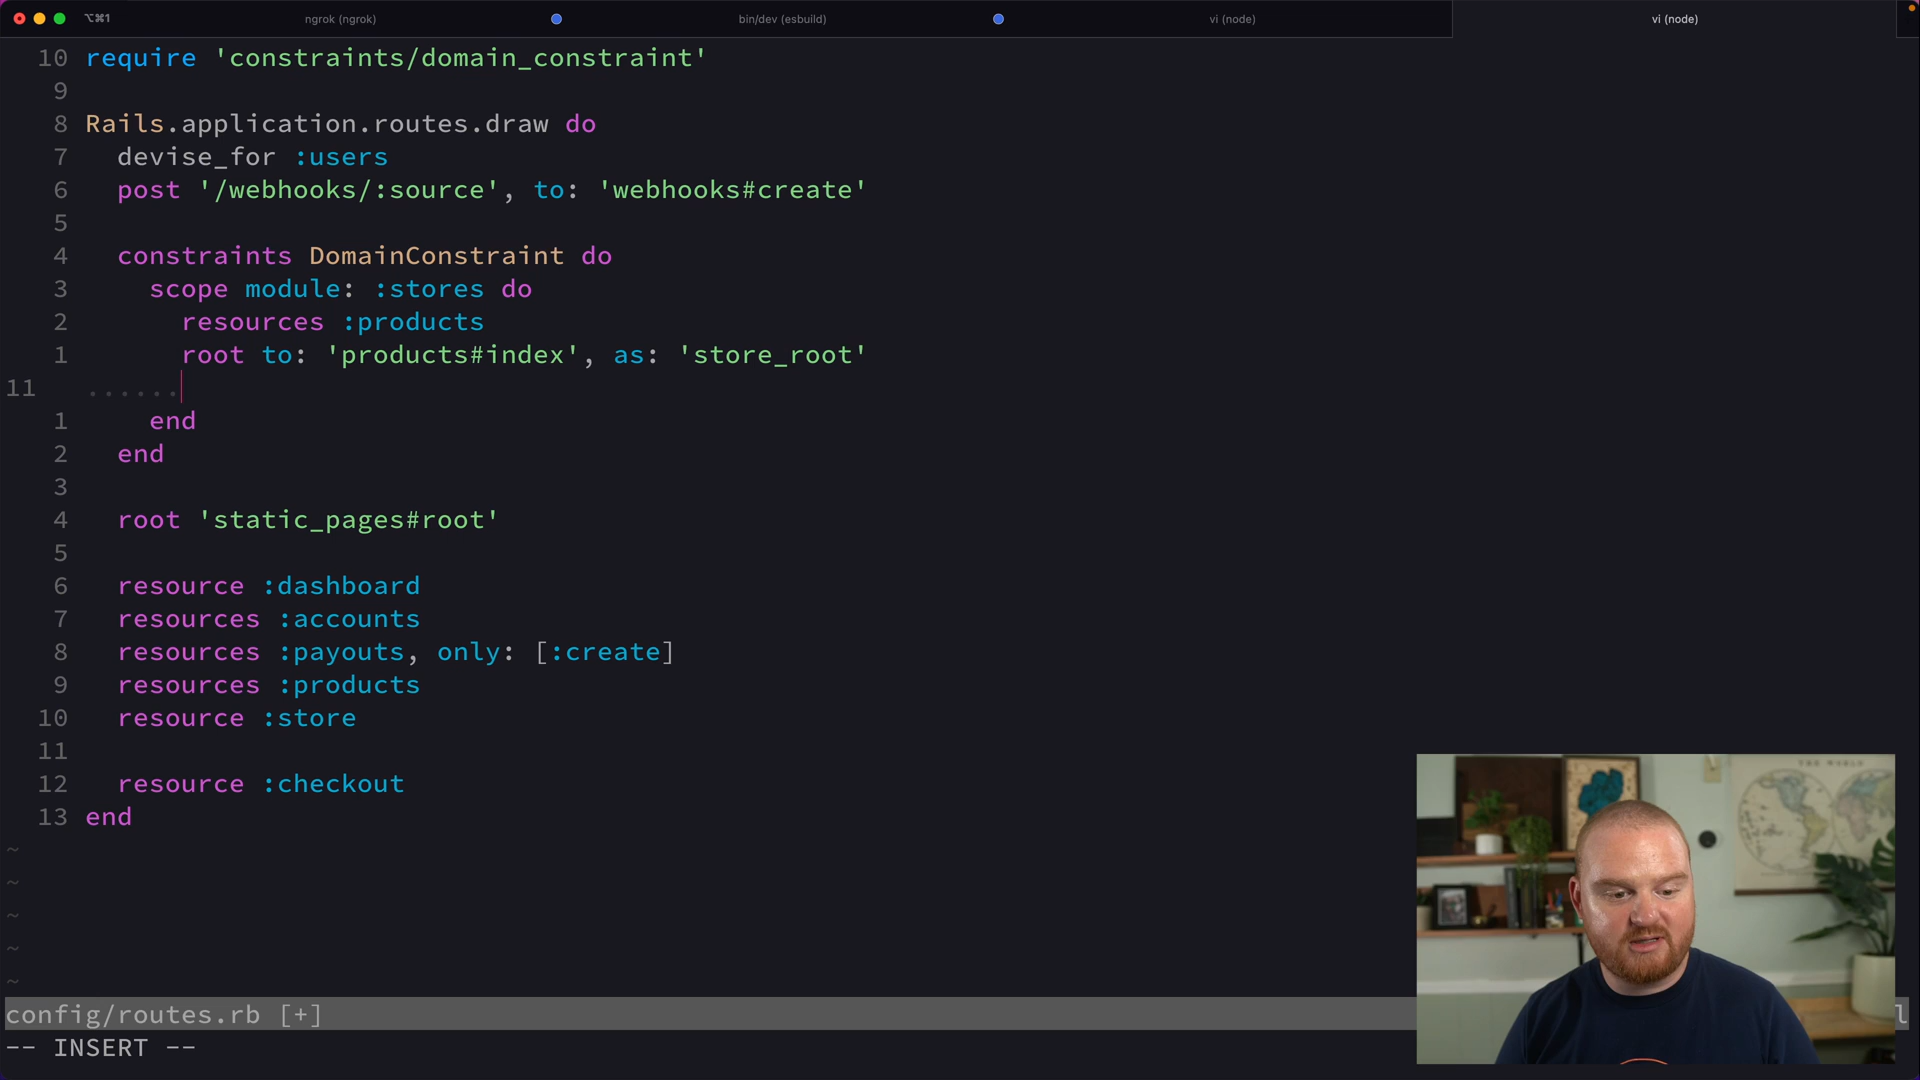 ⌥⌘1 ngrok (ngrok) bin/dev (esbuild) vi (node) vi (node)
10 require 'constraints/domain_constraint'
9
8 Rails.application.routes.draw do
7   devise_for :users
6   post '/webhooks/:source', to: 'webhooks#create'
5
4   constraints DomainConstraint do
3     scope module: :stores do
2       resources :products
1       root to: 'products#index', as: 'store_root'
11 ......
1     end
2   end
3
4   root 'static_pages#root'
5
6   resource :dashboard
7   resources :accounts
8   resources :payouts, only: [:create]
9   resources :products
10   resource :store
11
12   resource :checkout
13 end
~
~
~
~
~
THE WORLD
config/routes.rb [+]
-- INSERT --